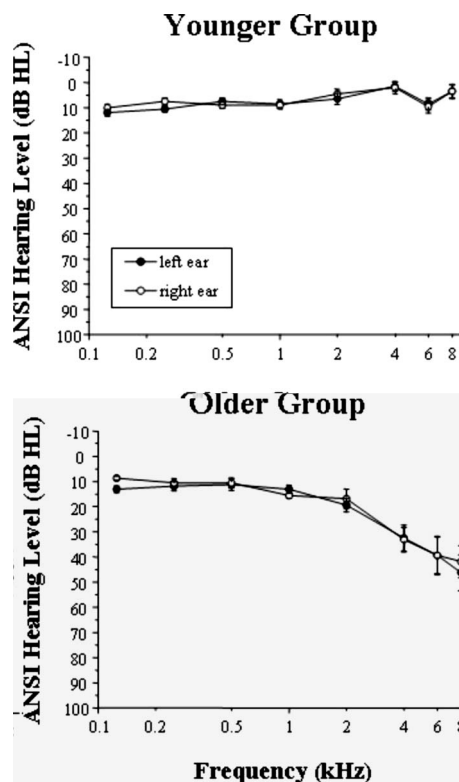 Younger Group
ANSI Hearing Level (dB HL)
-10
0
10
20
30
40
50
60
70
80
90
100
left ear
right ear
0.1 0.2 0.5 1 2 4 6 8
Older Group
ANSI Hearing Level (dB HL)
-10
0
10
20
30
40
50
60
70
80
90
100
0.1 0.2 0.5 1 2 4 6 8
Frequency (kHz)